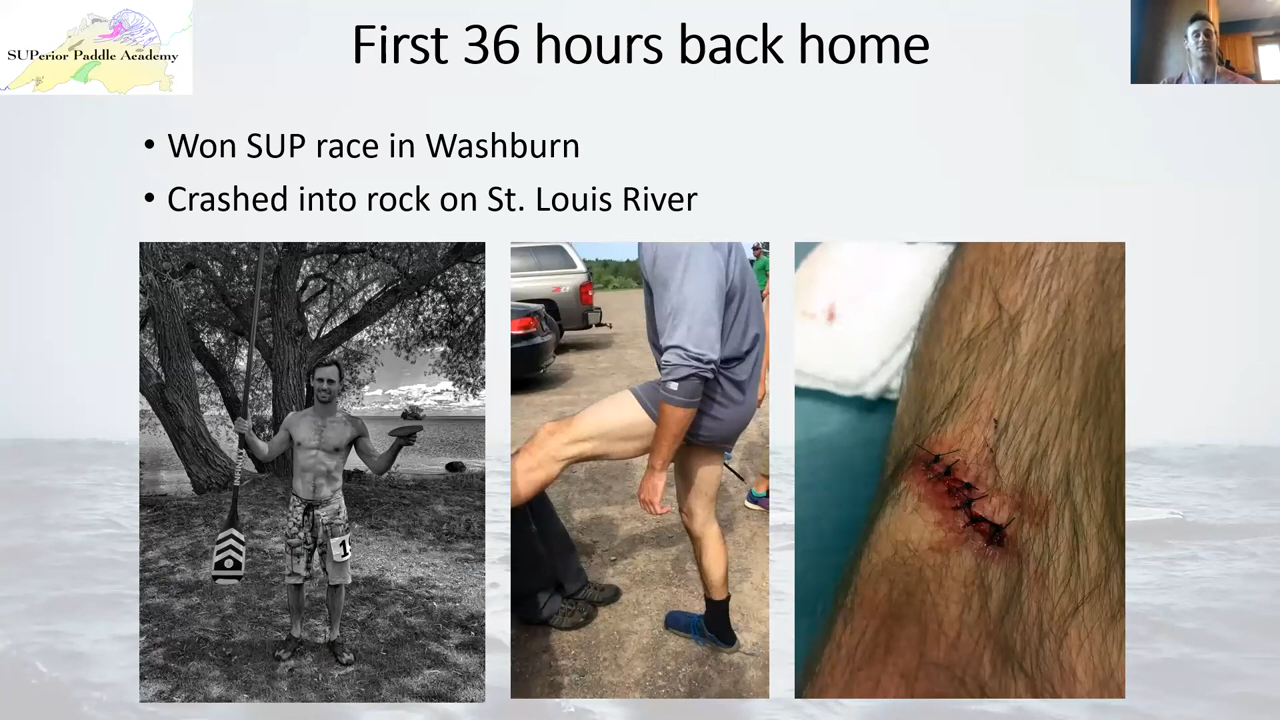 SUPerior Paddle Academy
First 36 hours back home
• Won SUP race in Washburn
• Crashed into rock on St. Louis River
Z71
1